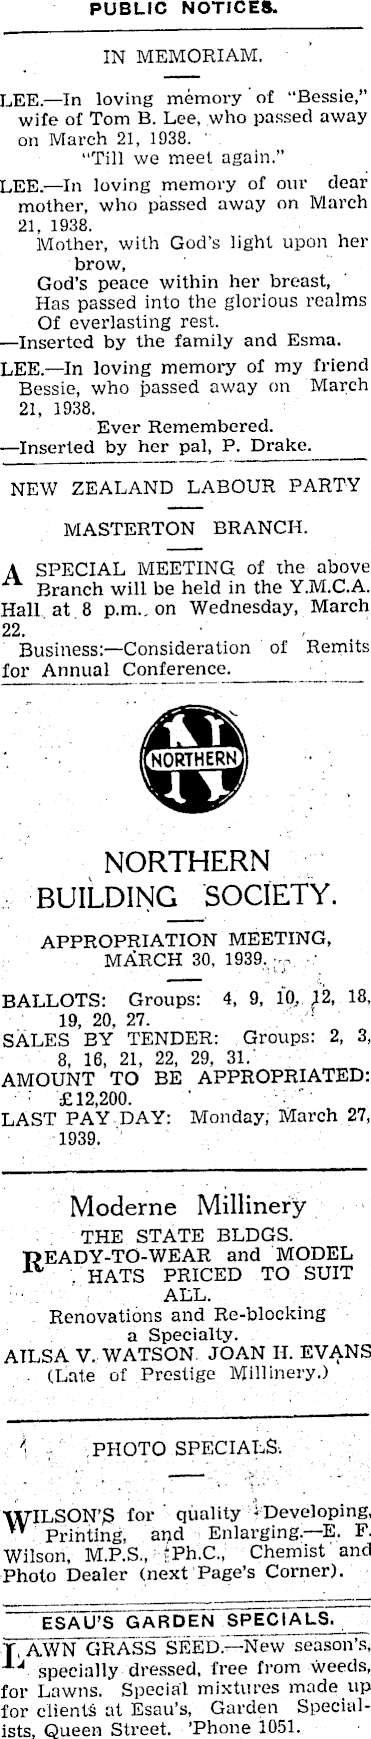 PUBLIC NOTICES.
IN MEMORIAM.
LEE.—In loving memory of "Bessie,"
wife of Tom B. Lee, who passed away
on March 21, 1938.
"Till we meet again."
LEE.—In loving memory of our dear
mother, who passed away on March
21, 1938.
Mother, with God's light upon her
brow,
God's peace within her breast,
Has passed into the glorious realms
Of everlasting rest.
—Inserted by the family and Esma.
LEE.—In loving memory of my friend
Bessie, who passed away on March
21, 1938.
Ever Remembered.
—Inserted by her pal, P. Drake.
NEW ZEALAND LABOUR PARTY
MASTERTON BRANCH.
A SPECIAL MEETING of the above
Branch will be held in the Y.M.C.A.
Hall at 8 p.m., on Wednesday, March
22.
Business:—Consideration of Remits
for Annual Conference.
N
NORTHERN
NORTHERN
BUILDING SOCIETY.
APPROPRIATION MEETING,
MARCH 30, 1939.
BALLOTS: Groups: 4, 9, 10, 12, 18,
19, 20, 27.
SALES BY TENDER: Groups: 2, 3,
8, 16, 21, 22, 29, 31.
AMOUNT TO BE APPROPRIATED:
£12,200.
LAST PAY DAY: Monday, March 27,
1939.
Moderne Millinery
THE STATE BLDGS.
READY-TO-WEAR and MODEL
HATS PRICED TO SUIT
ALL.
Renovations and Re-blocking
a Specialty.
AILSA V. WATSON JOAN H. EVANS
(Late of Prestige Millinery.)
PHOTO SPECIALS.
WILSON'S for quality Developing,
Printing, and Enlarging.—E. F.
Wilson, M.P.S., Ph.C., Chemist and
Photo Dealer (next Page's Corner).
ESAU'S GARDEN SPECIALS.
LAWN GRASS SEED.—New season's,
specially dressed, free from weeds,
for Lawns. Special mixtures made up
for clients at Esau's, Garden Special-
ists, Queen Street. 'Phone 1051.